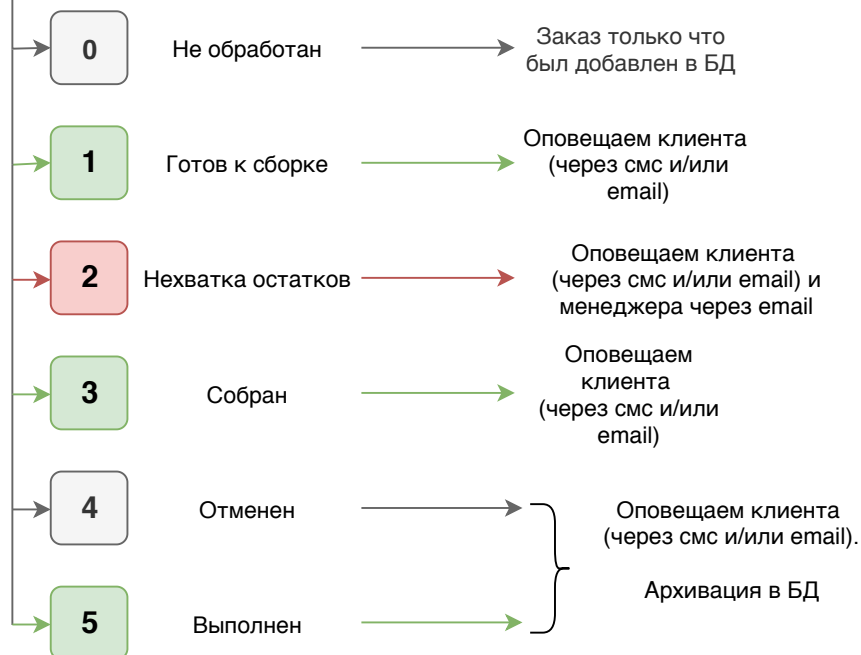 0
Не обработан
Заказ только что
был добавлен в БД
1
Готов к сборке
Оповещаем клиента
(через смс и/или
email)
2
Нехватка остатков
Оповещаем клиента
(через смс и/или email) и
менеджера через email
3
Собран
Оповещаем
клиента
(через смс и/или
email)
4
Отменен
5
Выполнен
Оповещаем клиента
(через смс и/или email).
Архивация в БД